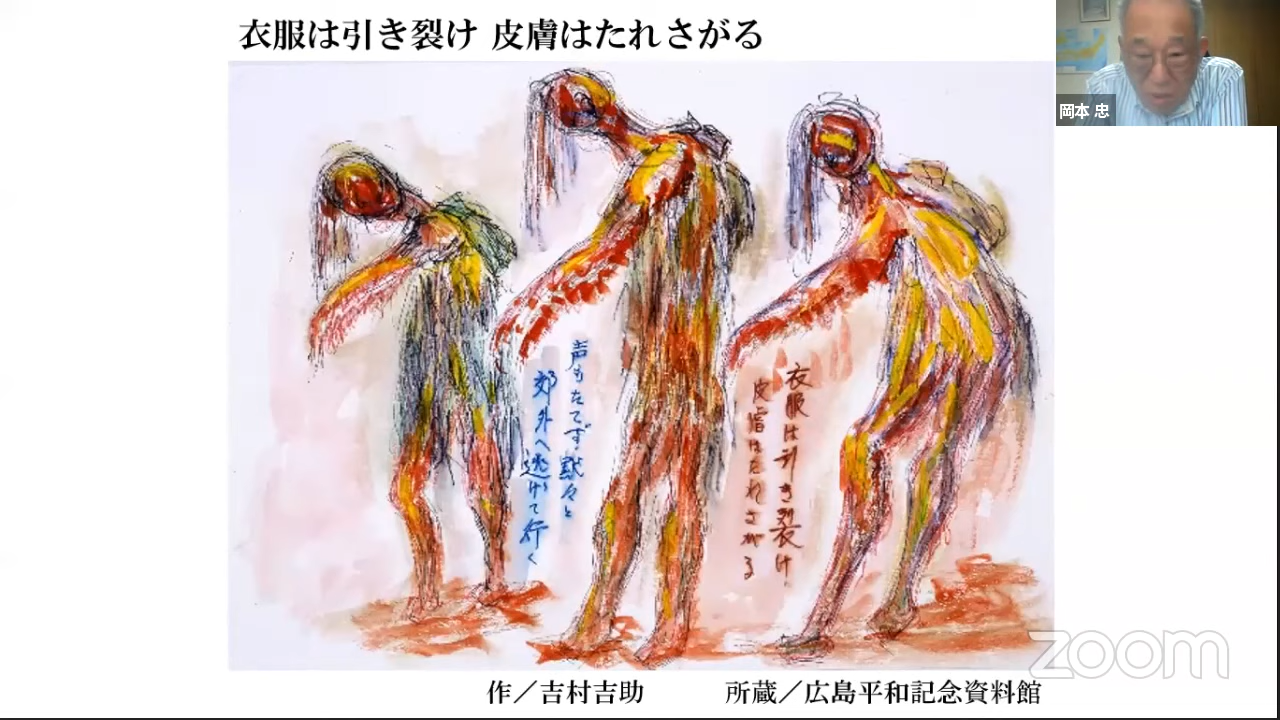 衣服は引き裂け 皮膚はたれさがる
岡本 忠
衣服は引き裂け
皮膚はたれさがる
声もたてず黙々と
郊外へ逃げて行く
作／吉村吉助
所蔵／広島平和記念資料館
zoom